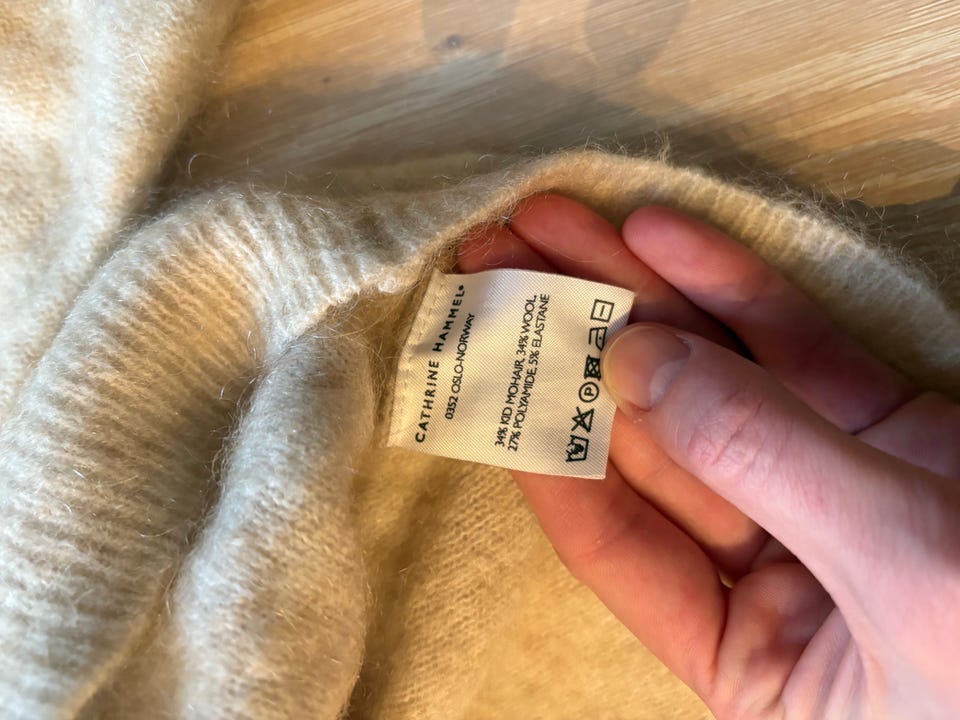 CATHRINE HAMMEL®
0352 OSLO-NORWAY
34% KID MOHAIR, 34% WOOL,
27% POLYAMIDE, 5% ELASTANE
P